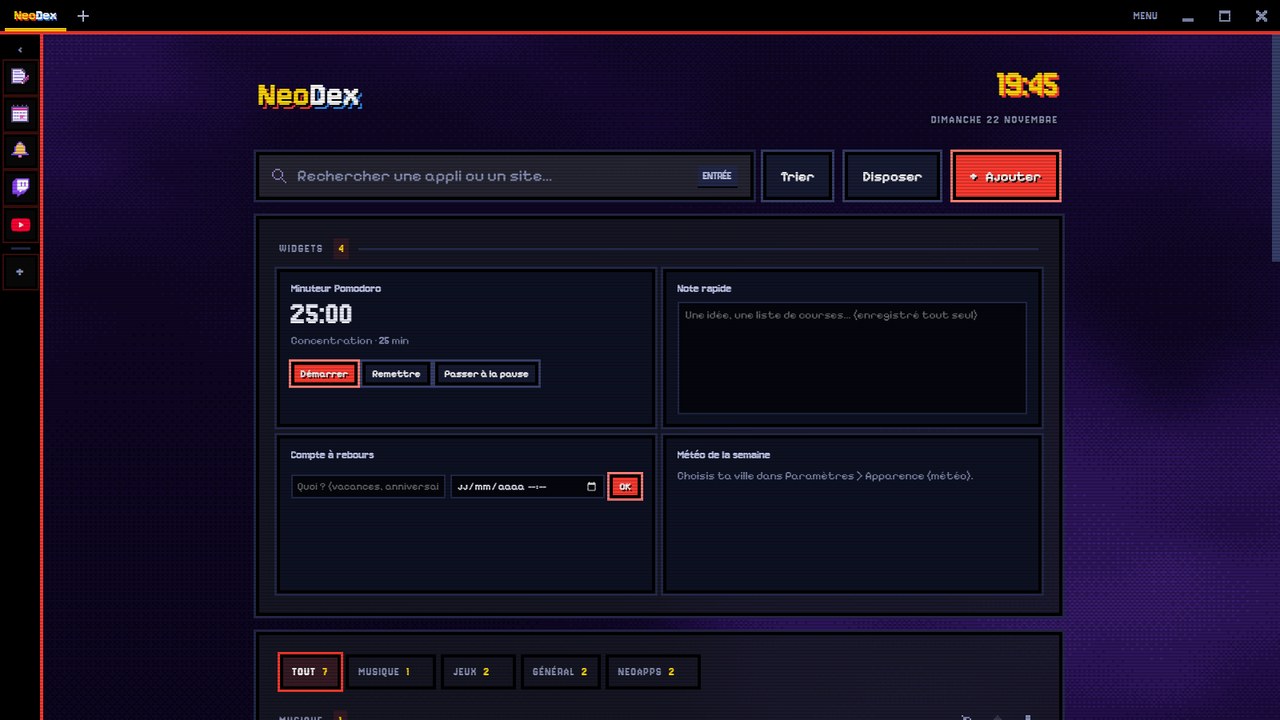 NeoDex
MENU
NeoDex
19:45
DIMANCHE 22 NOVEMBRE
Rechercher une appli ou un site...
ENTRÉE
Trier
Disposer
+ Ajouter
WIDGETS 4
Minuteur Pomodoro
25:00
Concentration · 25 min
Démarrer
Remettre
Passer à la pause
Note rapide
Une idée, une liste de courses... (enregistré tout seul)
Compte à rebours
Quoi ? (vacances, anniversai
jj/mm/aaaa --:--
OK
Météo de la semaine
Choisis ta ville dans Paramètres > Apparence (météo).
TOUT 7
MUSIQUE 1
JEUX 2
GÉNÉRAL 2
NEOAPPS 2
MUSIQUE 1